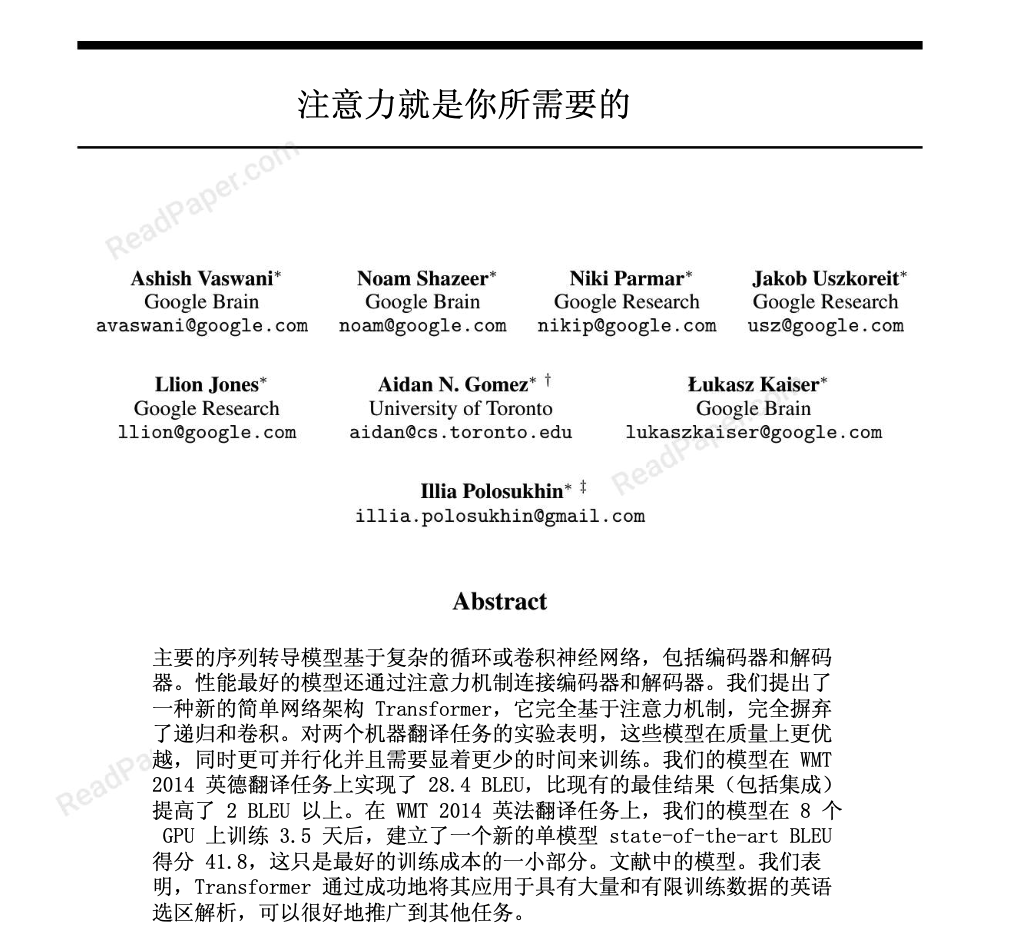 注意力就是你所需要的
ReadPaper.com
Ashish Vaswani* Noam Shazeer* Niki Parmar* Jakob Uszkoreit*
Google Brain Google Brain Google Research Google Research
avaswani@google.com noam@google.com nikip@google.com usz@google.com
Llion Jones* Aidan N. Gomez* † Łukasz Kaiser*
Google Research University of Toronto Google Brain
llion@google.com aidan@cs.toronto.edu lukaszkaiser@google.com
ReadPaper.com
Illia Polosukhin* ‡
illia.polosukhin@gmail.com
Abstract
主要的序列转导模型基于复杂的循环或卷积神经网络，包括编码器和解码
器。性能最好的模型还通过注意力机制连接编码器和解码器。我们提出了
一种新的简单网络架构 Transformer，它完全基于注意力机制，完全摒弃
了递归和卷积。对两个机器翻译任务的实验表明，这些模型在质量上更优
越，同时更可并行化并且需要显着更少的时间来训练。我们的模型在 WMT
2014 英德翻译任务上实现了 28.4 BLEU，比现有的最佳结果（包括集成）
提高了 2 BLEU 以上。在 WMT 2014 英法翻译任务上，我们的模型在 8 个
GPU 上训练 3.5 天后，建立了一个新的单模型 state-of-the-art BLEU
得分 41.8，这只是最好的训练成本的一小部分。文献中的模型。我们表
明，Transformer 通过成功地将其应用于具有大量和有限训练数据的英语
选区解析，可以很好地推广到其他任务。
ReadPa